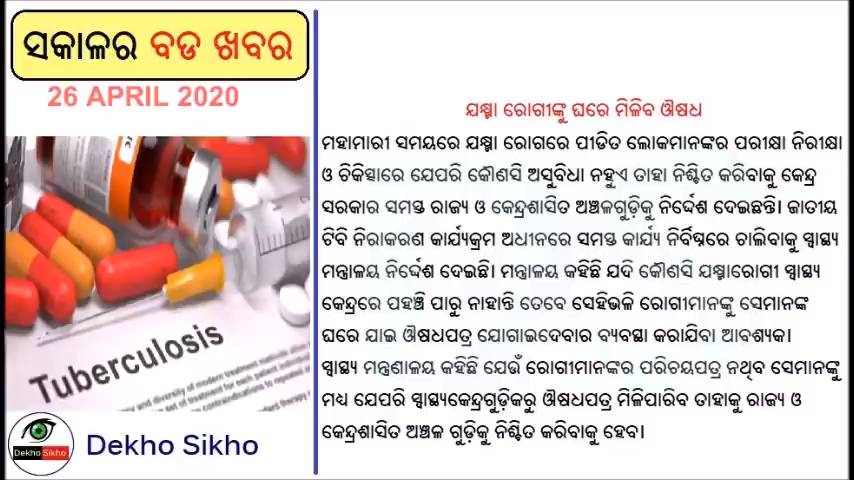 ସକାଳର ବଡ ଖବର
26 APRIL 2020
Tuberculosis
Dekho Sikho
Dekho Sikho
ଯକ୍ଷ୍ମା ରୋଗୀଙ୍କୁ ଘରେ ମିଳିବ ଔଷଧ
ମହାମାରୀ ସମୟରେ ଯକ୍ଷ୍ମା ରୋଗରେ ପୀଡିତ ଲୋକମାନଙ୍କର ପରୀକ୍ଷା ନିରୀକ୍ଷା
ଓ ଚିକିତ୍ସାରେ ଯେପରି କୌଣସି ଅସୁବିଧା ନହୁଏ ତାହା ନିଶ୍ଚିତ କରିବାକୁ କେନ୍ଦ୍ର
ସରକାର ସମସ୍ତ ରାଜ୍ୟ ଓ କେନ୍ଦ୍ରଶାସିତ ଅଞ୍ଚଳଗୁଡ଼ିକୁ ନିର୍ଦ୍ଦେଶ ଦେଇଛନ୍ତି। ଜାତୀୟ
ଟିବି ନିରାକରଣ କାର୍ଯ୍ୟକ୍ରମ ଅଧୀନରେ ସମସ୍ତ କାର୍ଯ୍ୟ ନିର୍ବିଘ୍ନରେ ଚାଲିବାକୁ ସ୍ୱାସ୍ଥ୍ୟ
ମନ୍ତ୍ରାଳୟ ନିର୍ଦ୍ଦେଶ ଦେଇଛି। ମନ୍ତ୍ରାଳୟ କହିଛି ଯଦି କୌଣସି ଯକ୍ଷ୍ମାରୋଗୀ ସ୍ୱାସ୍ଥ୍ୟ
କେନ୍ଦ୍ରରେ ପହଞ୍ଚି ପାରୁ ନାହାନ୍ତି ତେବେ ସେହିଭଳି ରୋଗୀମାନଙ୍କୁ ସେମାନଙ୍କ
ଘରେ ଯାଇ ଔଷଧପତ୍ର ଯୋଗାଇଦେବାର ବ୍ୟବସ୍ଥା କରାଯିବା ଆବଶ୍ୟକ।
ସ୍ୱାସ୍ଥ୍ୟ ମନ୍ତ୍ରଣାଳୟ କହିଛି ଯେଉଁ ରୋଗୀମାନଙ୍କର ପରିଚୟପତ୍ର ନଥିବ ସେମାନଙ୍କୁ
ମଧ୍ୟ ଯେପରି ସ୍ୱାସ୍ଥ୍ୟକେନ୍ଦ୍ରଗୁଡ଼ିକରୁ ଔଷଧପତ୍ର ମିଳିପାରିବ ତାହାକୁ ରାଜ୍ୟ ଓ
କେନ୍ଦ୍ରଶାସିତ ଅଞ୍ଚଳ ଗୁଡ଼ିକୁ ନିଶ୍ଚିତ କରିବାକୁ ହେବ।